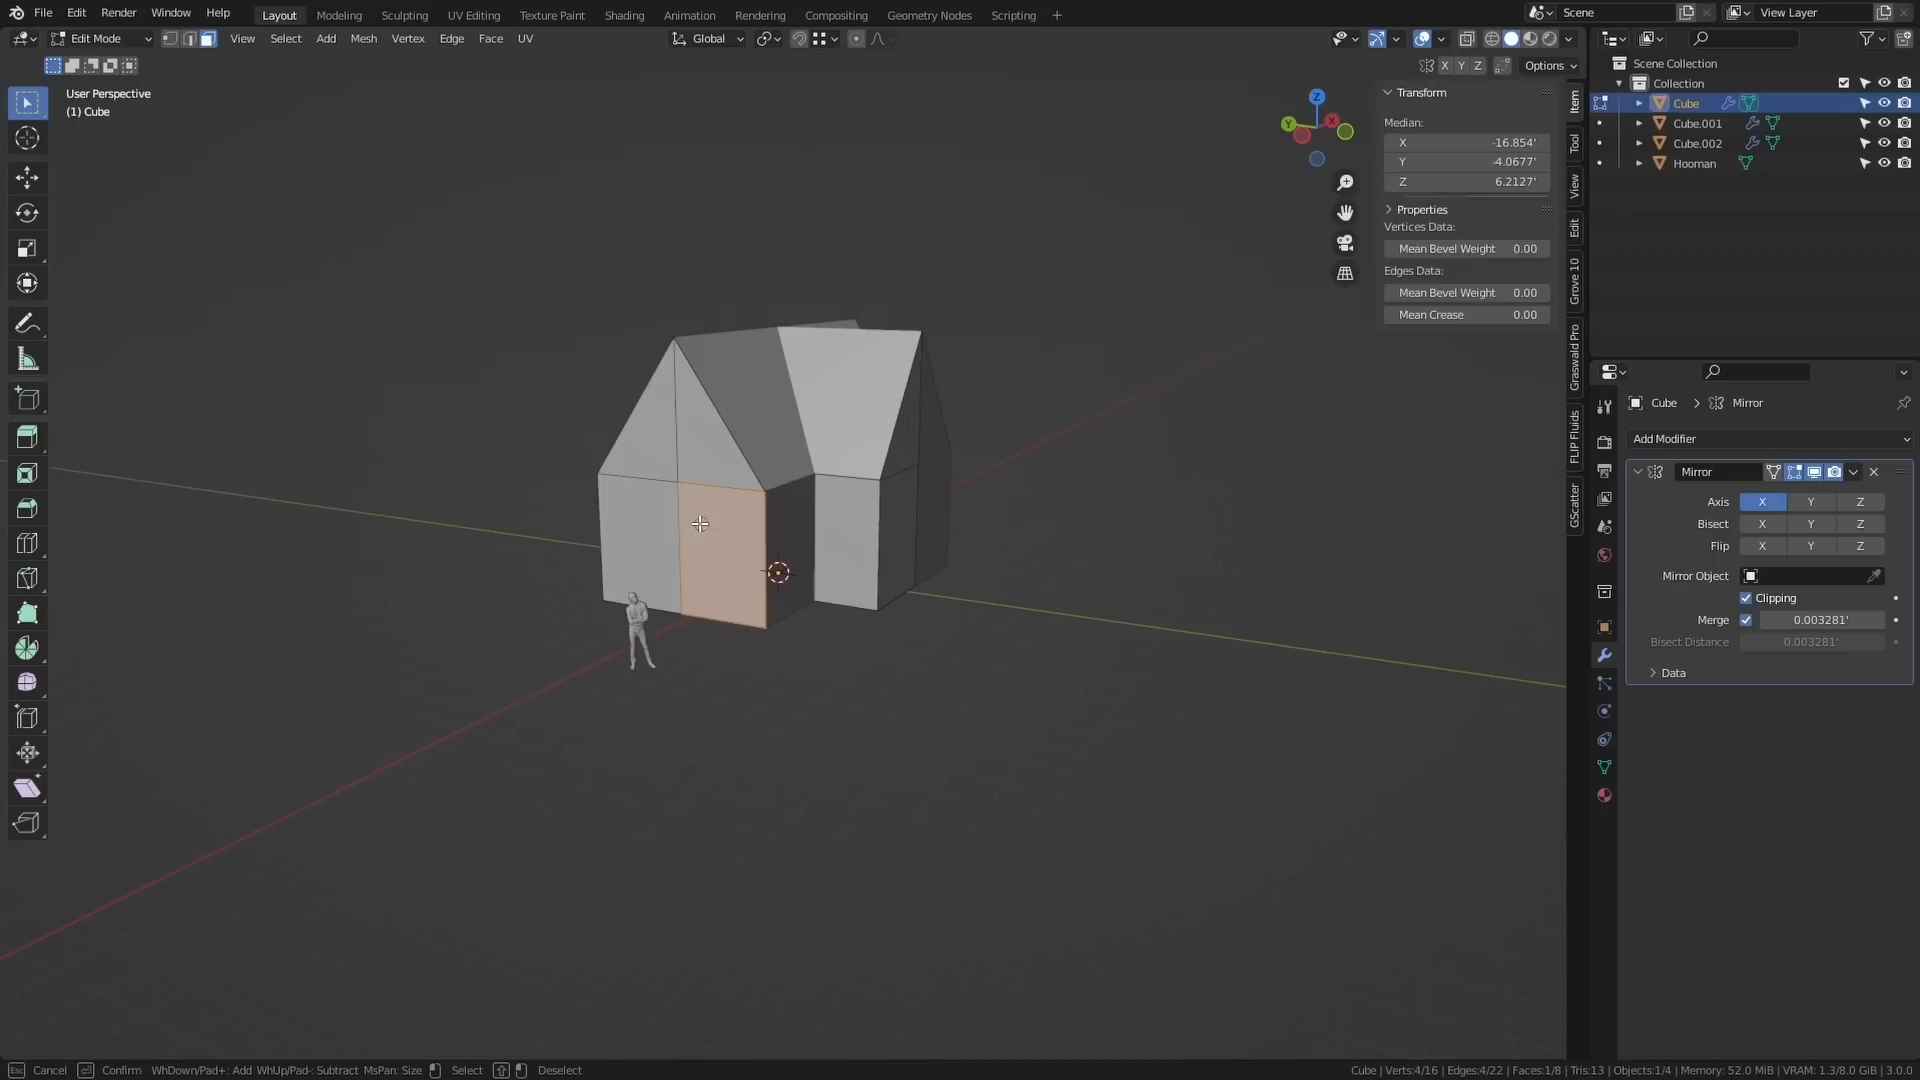 File Edit Render Window Help Layout Modeling Sculpting UV Editing Texture Paint Shading Animation Rendering Compositing Geometry Nodes Scripting +
Scene View Layer
Edit Mode View Select Add Mesh Vertex Edge Face UV Global
X Y Z Options
User Perspective
(1) Cube
Z
Y
X
Transform
Median:
X -16.854'
Y -4.0677'
Z 6.2127'
Properties
Vertices Data:
Mean Bevel Weight 0.00
Edges Data:
Mean Bevel Weight 0.00
Mean Crease 0.00
Item
Tool
View
Edit
Grove 10
Graswald Pro
FLIP Fluids
GScatter
Scene Collection
Collection
Cube
Cube.001
Cube.002
Hooman
Cube > Mirror
Add Modifier
Mirror
Axis X Y Z
Bisect X Y Z
Flip X Y Z
Mirror Object
Clipping
Merge 0.003281'
Bisect Distance 0.003281'
Data
Esc Cancel Confirm WhDown/Pad+: Add WhUp/Pad-: Subtract MsPan: Size Select Deselect
Cube | Verts:4/16 | Edges:4/22 | Faces:1/8 | Tris:13 | Objects:1/4 | Memory: 52.0 MiB | VRAM: 1.3/8.0 GiB | 3.0.0